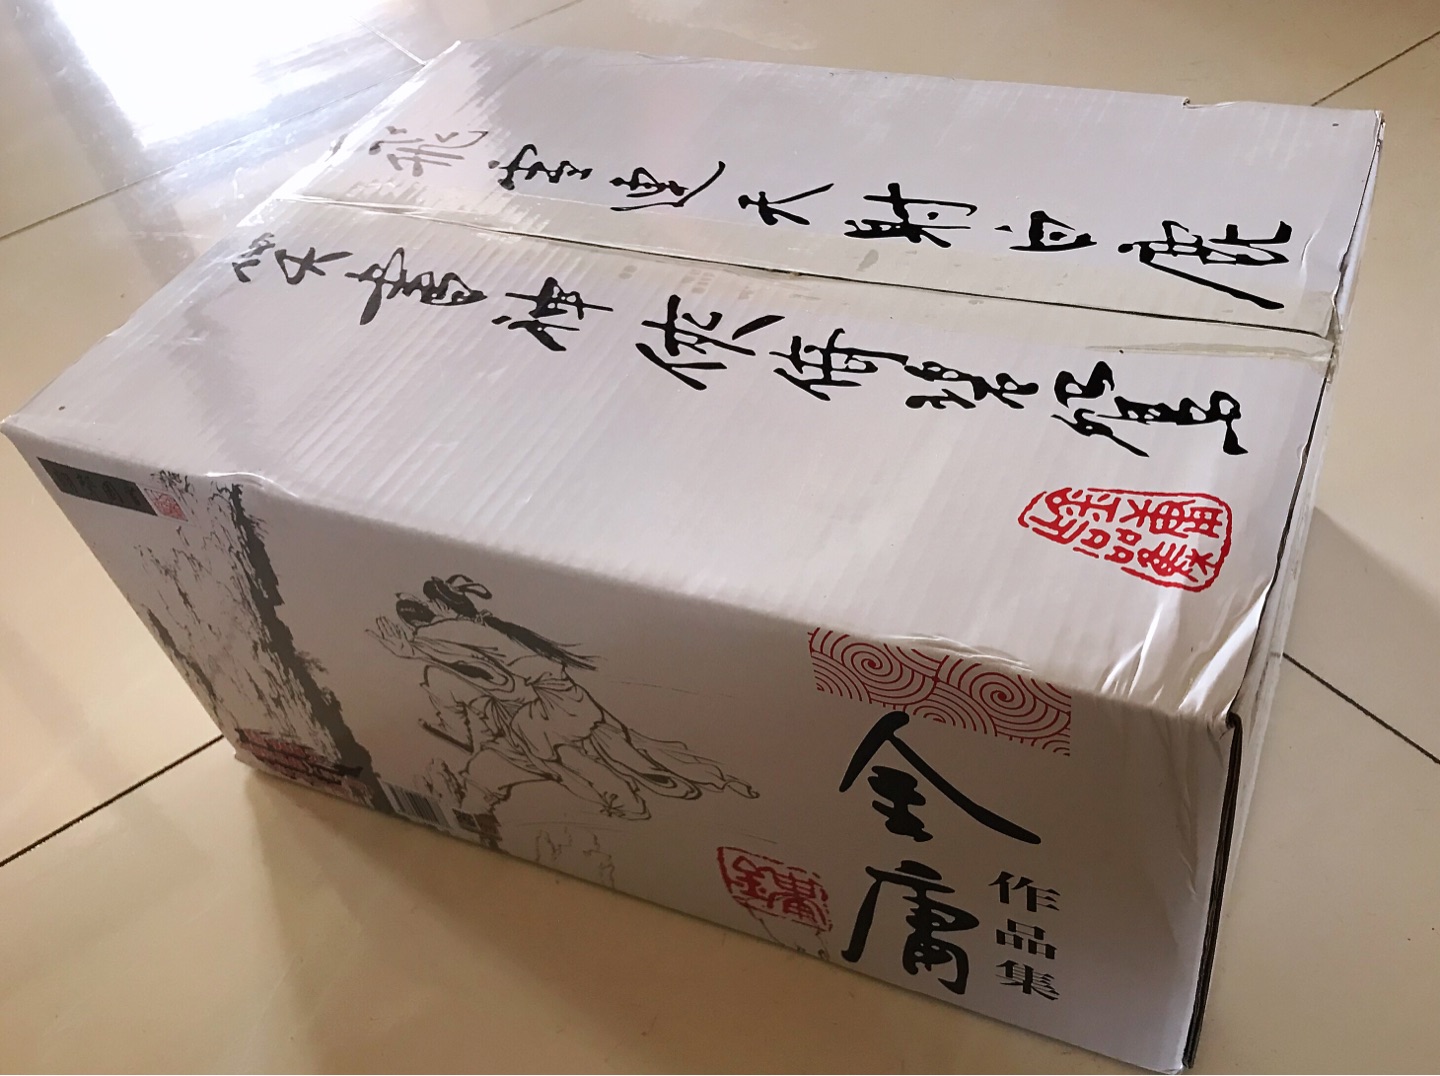 飛雪連天射白鹿
笑書神俠倚碧鴛
金庸
作品集